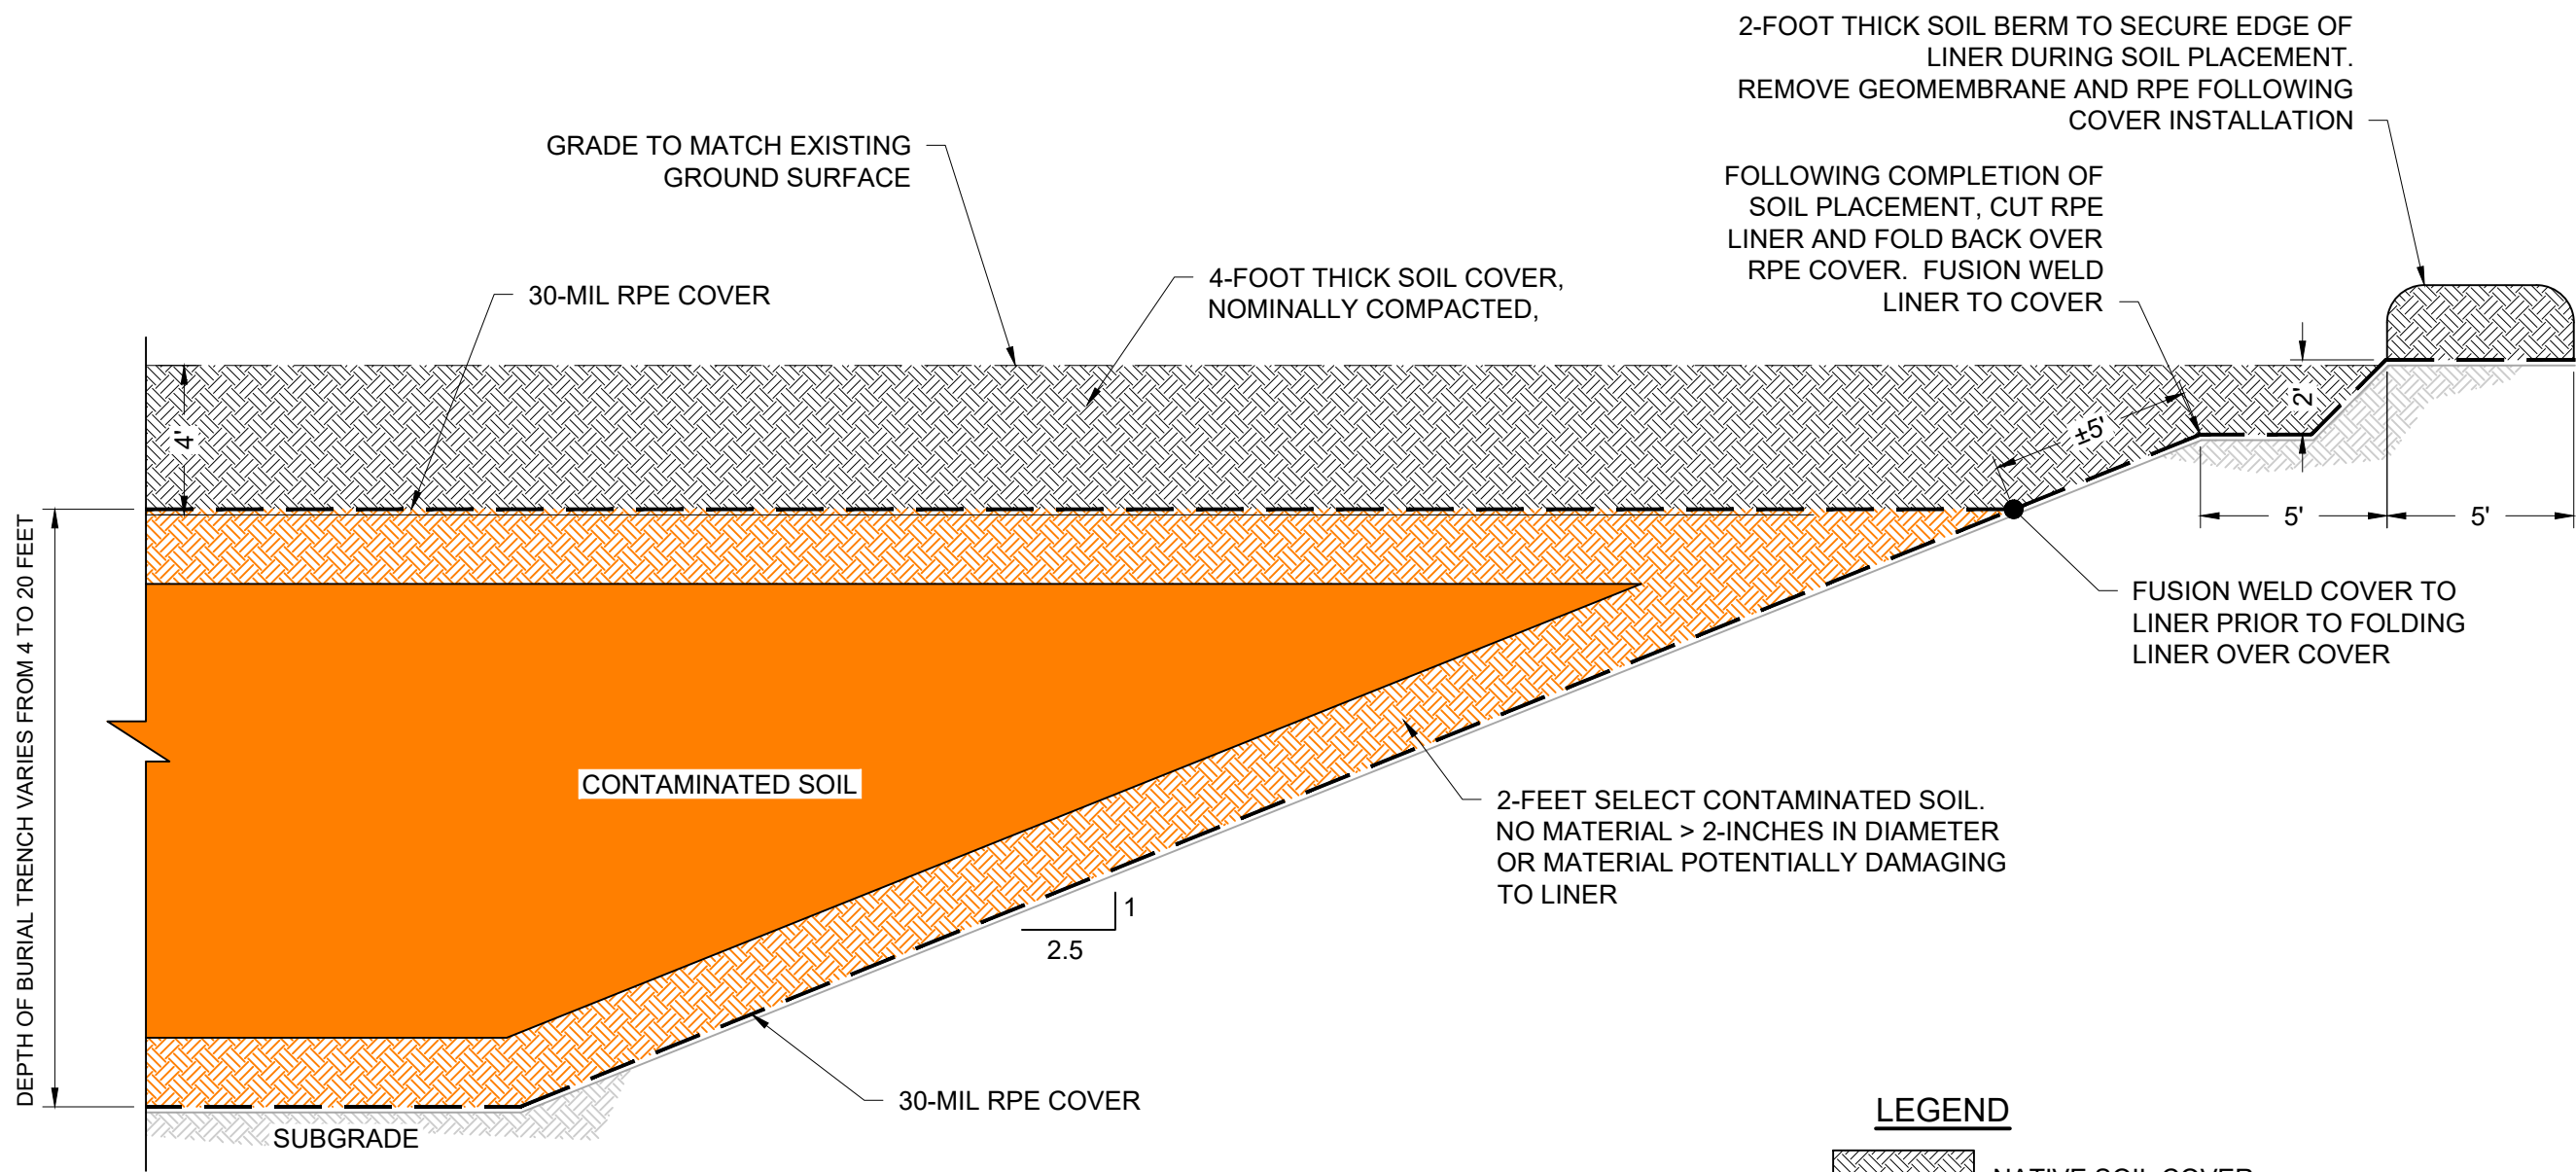 2-FOOT THICK SOIL BERM TO SECURE EDGE OF
LINER DURING SOIL PLACEMENT.
REMOVE GEOMEMBRANE AND RPE FOLLOWING
COVER INSTALLATION
GRADE TO MATCH EXISTING
GROUND SURFACE
FOLLOWING COMPLETION OF
SOIL PLACEMENT, CUT RPE
LINER AND FOLD BACK OVER
RPE COVER.  FUSION WELD
LINER TO COVER
30-MIL RPE COVER
4-FOOT THICK SOIL COVER,
NOMINALLY COMPACTED,
4'
±5'
2'
5'
5'
DEPTH OF BURIAL TRENCH VARIES FROM 4 TO 20 FEET
FUSION WELD COVER TO
LINER PRIOR TO FOLDING
LINER OVER COVER
CONTAMINATED SOIL
2-FEET SELECT CONTAMINATED SOIL.
NO MATERIAL > 2-INCHES IN DIAMETER
OR MATERIAL POTENTIALLY DAMAGING
TO LINER
1
2.5
30-MIL RPE COVER
SUBGRADE
LEGEND
NATIVE SOIL COVER